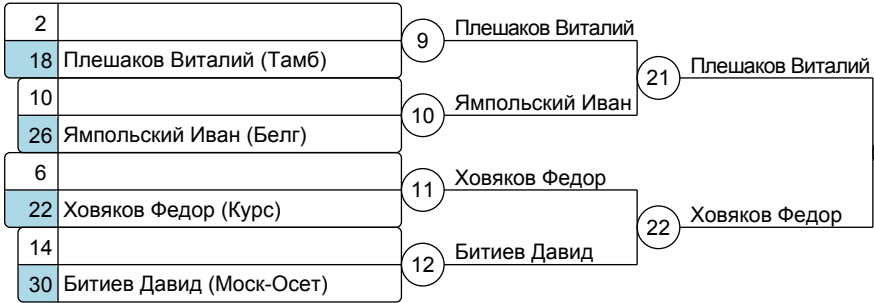 2
18 Плешаков Виталий (Тамб)
10
26 Ямпольский Иван (Белг)
6
22 Ховяков Федор (Курс)
14
30 Битиев Давид (Моск-Осет)
9 Плешаков Виталий
10 Ямпольский Иван
11 Ховяков Федор
12 Битиев Давид
21 Плешаков Виталий
22 Ховяков Федор